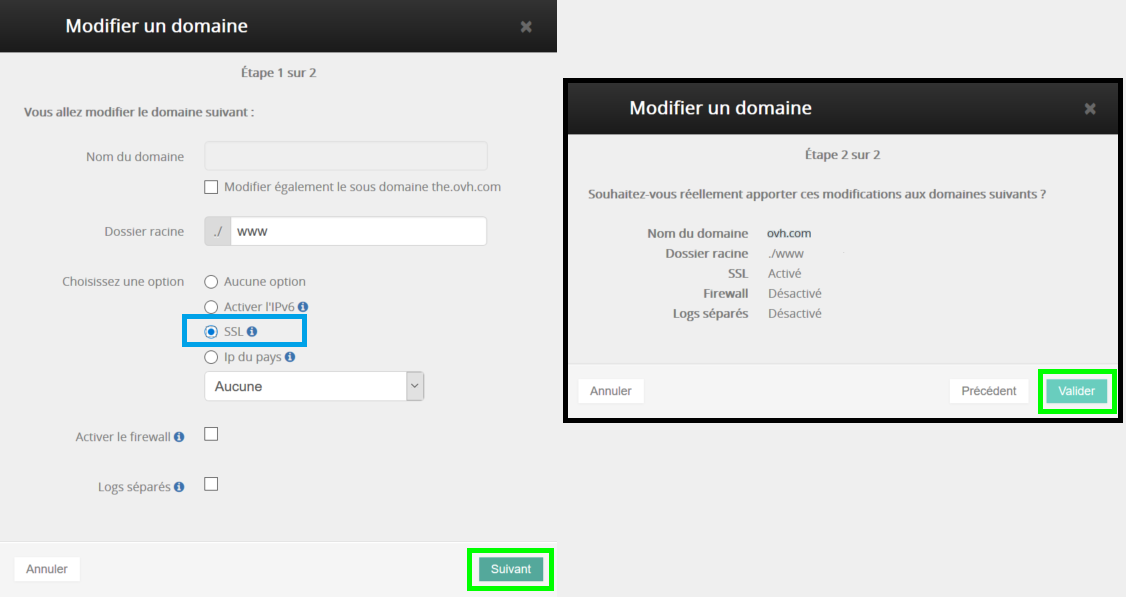 Modifier un domaine
Étape 1 sur 2
Vous allez modifier le domaine suivant :
Nom du domaine
Modifier également le sous domaine the.ovh.com
Dossier racine ./ www
Choisissez une option Aucune option
Activer l'IPv6
SSL
Ip du pays
Aucune
Activer le firewall
Logs séparés
Annuler Suivant
Modifier un domaine
Étape 2 sur 2
Souhaitez-vous réellement apporter ces modifications aux domaines suivants ?
Nom du domaine ovh.com
Dossier racine ./www
SSL Activé
Firewall Désactivé
Logs séparés Désactivé
Annuler Précédent Valider